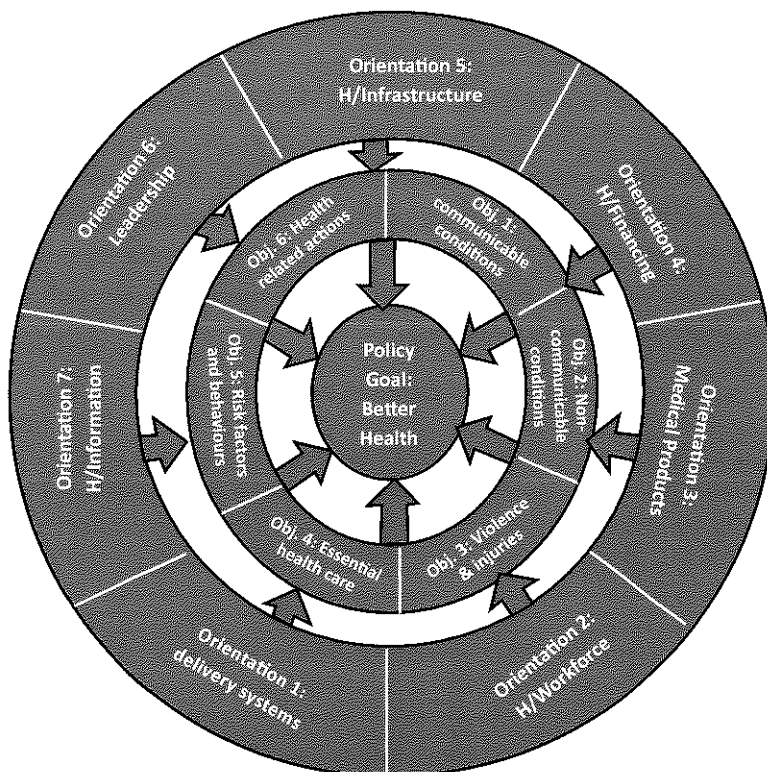 Orientation 5:
H/Infrastructure
Orientation 4:
H/Financing
Orientation 3:
Medical Products
Orientation 2:
H/Workforce
Orientation 1:
delivery systems
Orientation 7:
H/Information
Orientation 6:
Leadership
Obj. 1:
communicable
conditions
Obj. 2: Non-
communicable
conditions
Obj. 3: Violence
& injuries
Obj. 4: Essential
health care
Obj. 5: Risk factors
and behaviours
Obj. 6: Health
related actions
Policy
Goal:
Better
Health